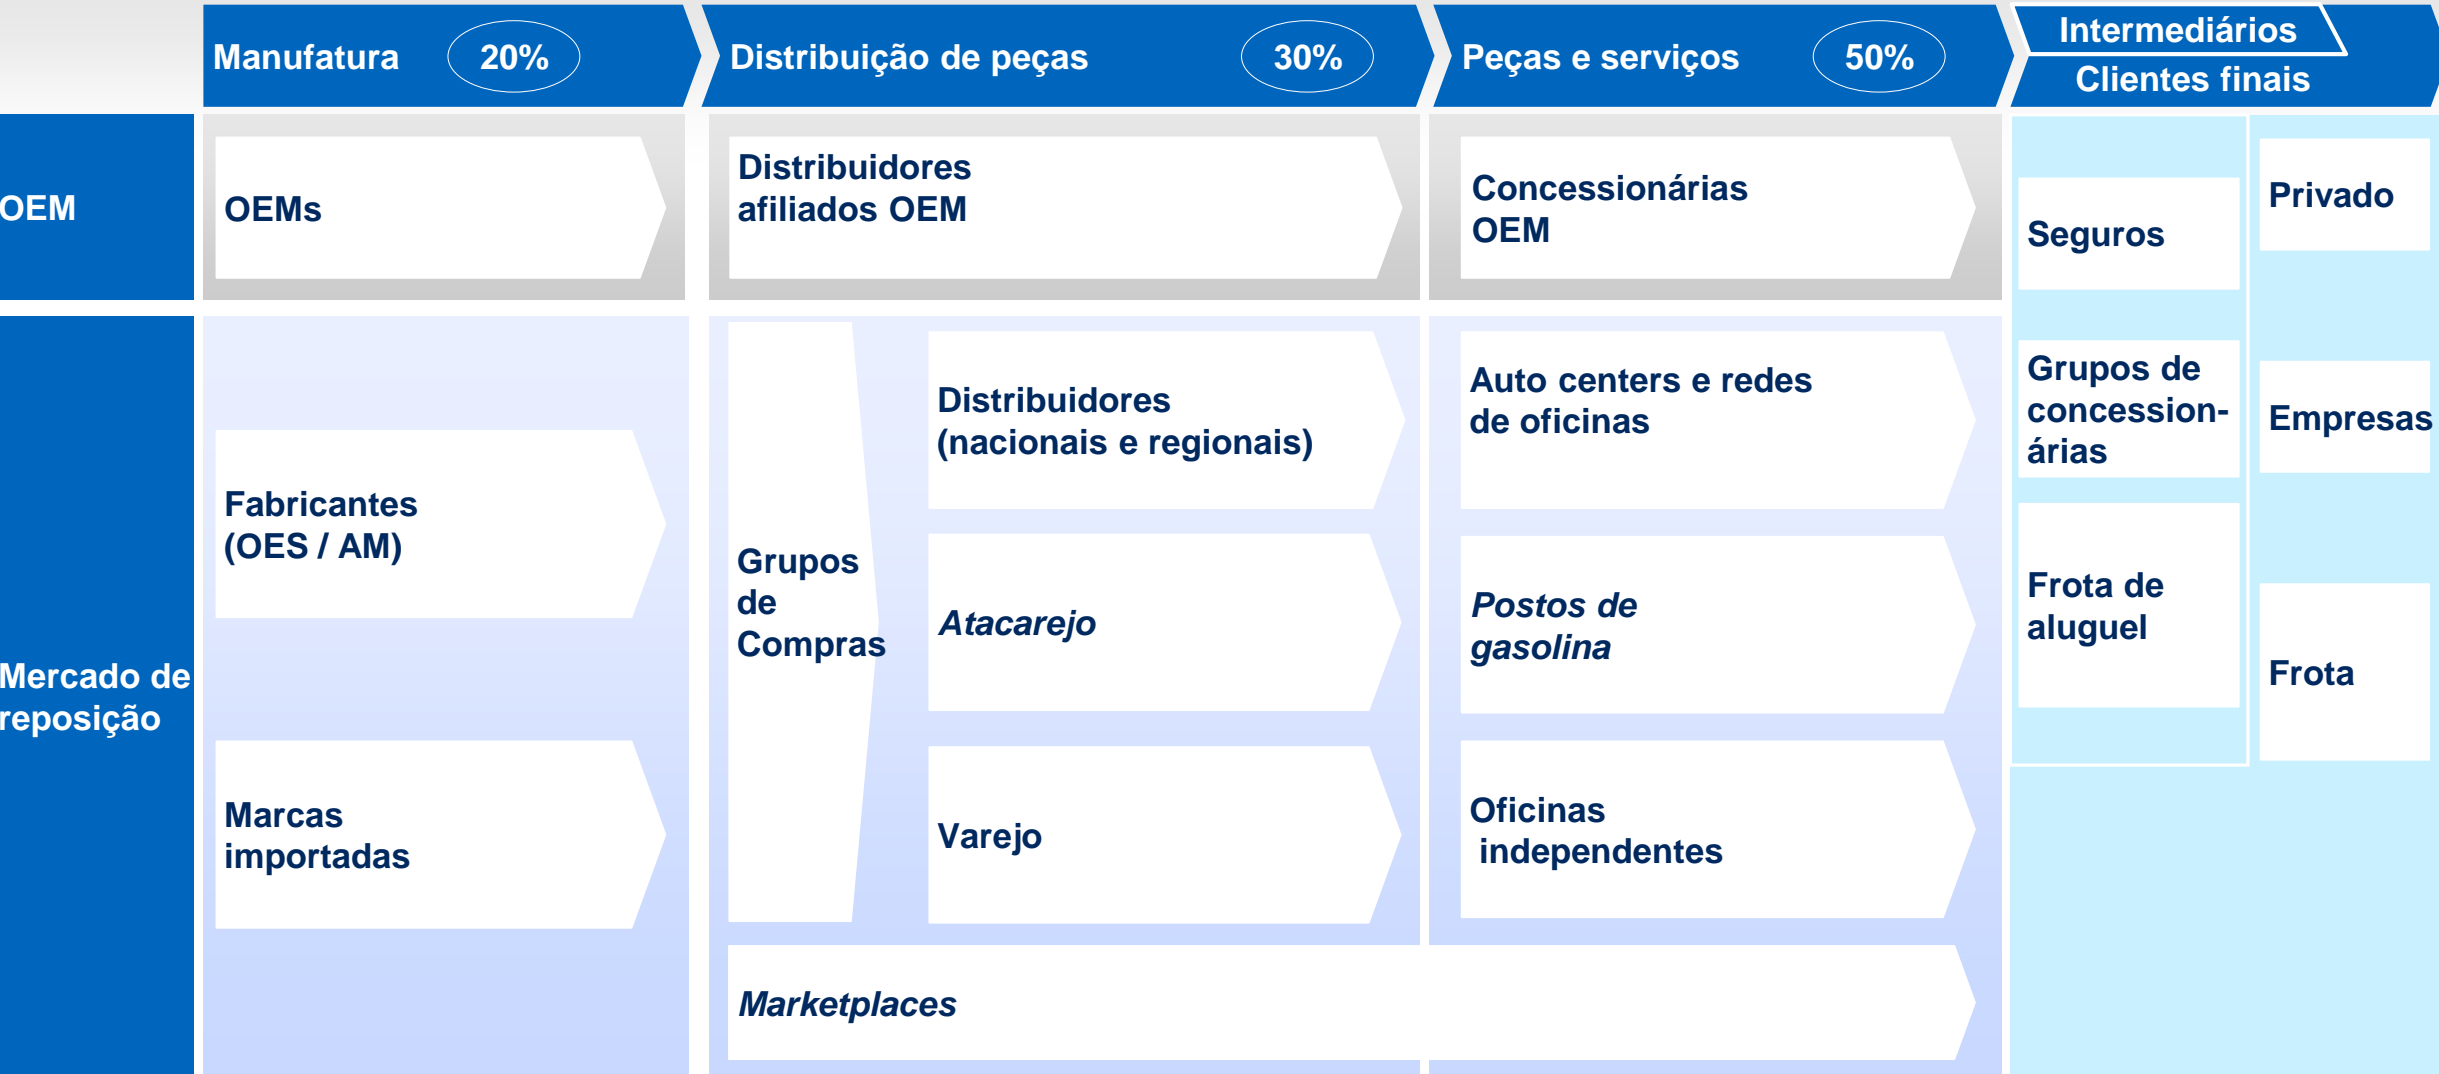 Manufatura 20%
Distribuição de peças 30%
Peças e serviços 50%
Intermediários
Clientes finais
OEM
OEMs
Distribuidores
afiliados OEM
Concessionárias
OEM
Seguros
Privado
Mercado de
reposição
Fabricantes
(OES / AM)
Marcas
importadas
Grupos
de
Compras
Distribuidores
(nacionais e regionais)
Atacarejo
Varejo
Marketplaces
Auto centers e redes
de oficinas
Postos de
gasolina
Oficinas
independentes
Grupos de
concession-
árias
Frota de
aluguel
Empresas
Frota